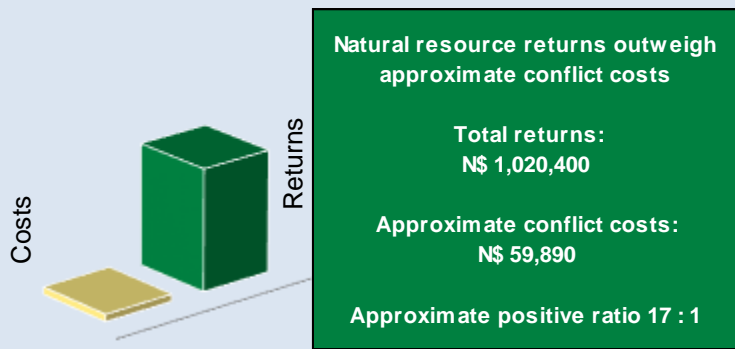 Costs
Returns
Natural resource returns outweigh
approximate conflict costs
Total returns:
N$ 1,020,400
Approximate conflict costs:
N$ 59,890
Approximate positive ratio 17 : 1